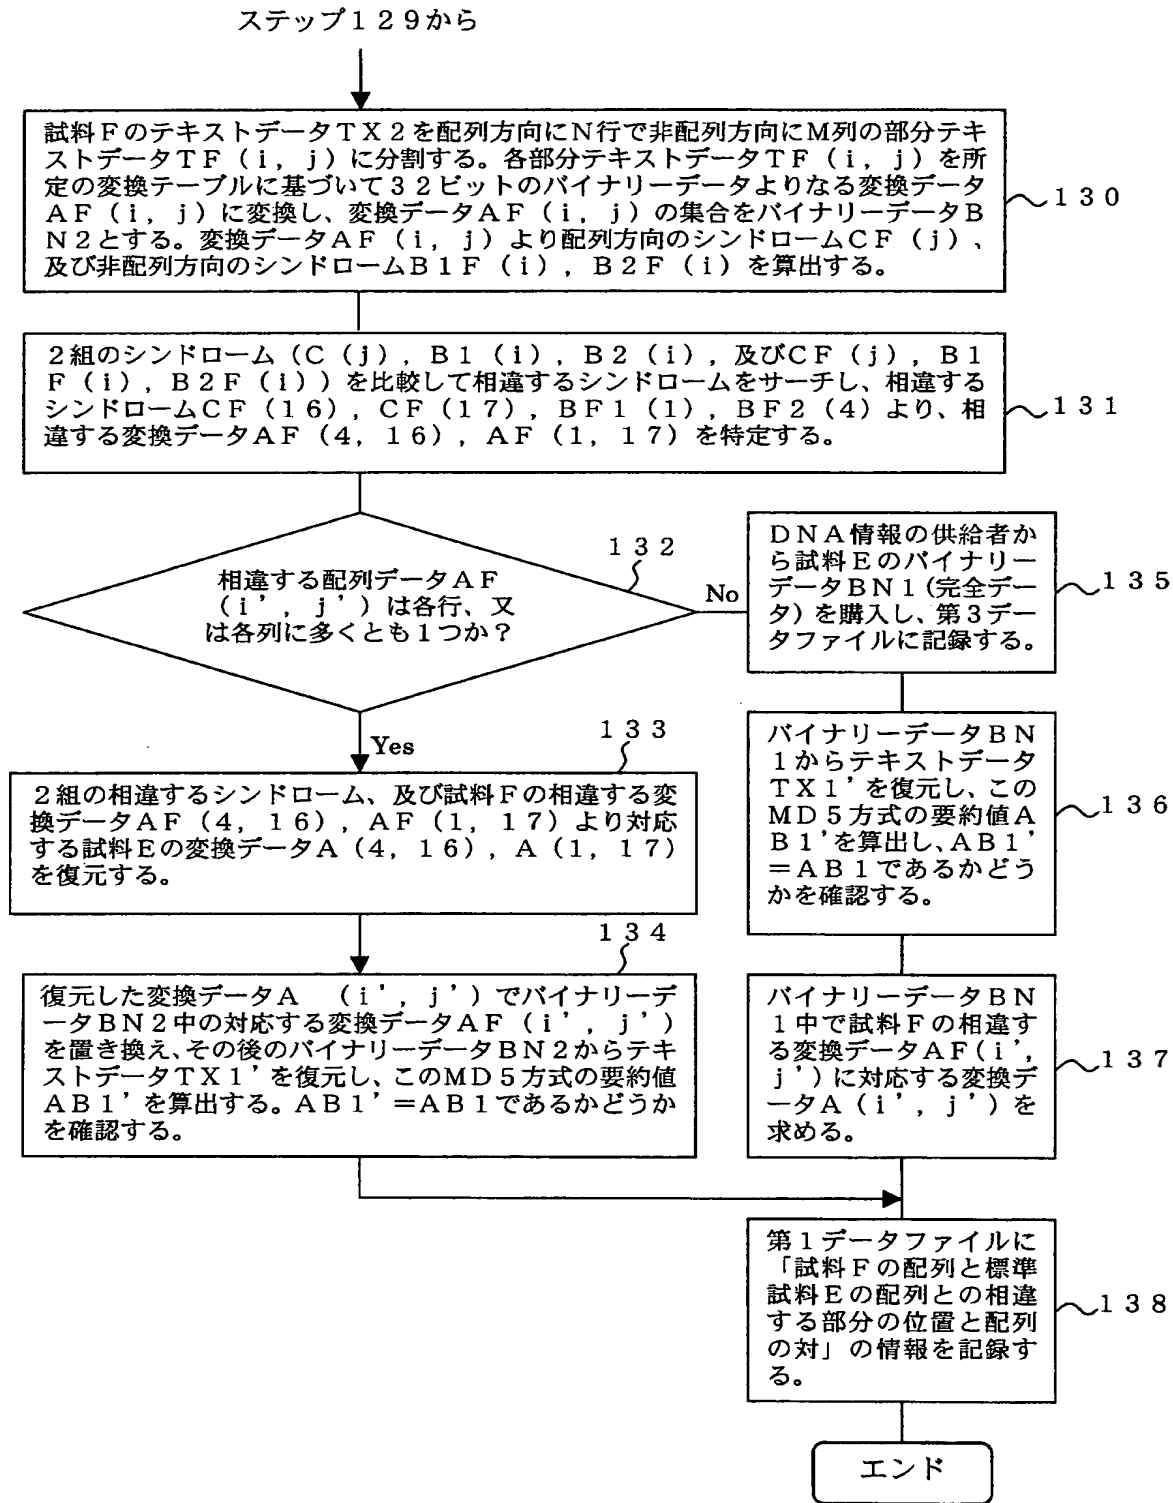 ステップ129から
試料FのテキストデータTX2を配列方向にN行で非配列方向にM列の部分テキ
ストデータTF(i,j)に分割する。各部分テキストデータTF(i,j)を所
定の変換テーブルに基づいて32ビットのバイナリーデータよりなる変換データ
AF(i,j)に変換し、変換データAF(i,j)の集合をバイナリーデータB
N2とする。変換データAF(i,j)より配列方向のシンドロームCF(j)、
及び非配列方向のシンドロームB1F(i),B2F(i)を算出する。
130
2組のシンドローム(C(j),B1(i),B2(i),及びCF(j),B1
F(i),B2F(i))を比較して相違するシンドロームをサーチし、相違する
シンドロームCF(16),CF(17),BF1(1),BF2(4)より、相
違する変換データAF(4,16),AF(1,17)を特定する。
131
132
相違する配列データAF
(i',j')は各行、又
は各列に多くとも1つか?
No
Yes
DNA情報の供給者か
ら試料Eのバイナリー
データBN1(完全デー
タ)を購入し、第3デー
タファイルに記録する。
135
133
2組の相違するシンドローム、及び試料Fの相違する変
換データAF(4,16),AF(1,17)より対応
する試料Eの変換データA(4,16),A(1,17)
を復元する。
バイナリーデータBN
1からテキストデータ
TX1'を復元し、この
MD5方式の要約値A
B1'を算出し、AB1'
=AB1であるかどう
かを確認する。
136
134
復元した変換データA (i',j')でバイナリーデ
ータBN2中の対応する変換データAF(i',j')
を置き換え、その後のバイナリーデータBN2からテキ
ストデータTX1'を復元し、このMD5方式の要約値
AB1'を算出する。AB1'=AB1であるかどうか
を確認する。
バイナリーデータBN
1中で試料Fの相違す
る変換データAF(i',
j')に対応する変換デ
ータA(i',j')を
求める。
137
第1データファイルに
「試料Fの配列と標準
試料Eの配列との相違
する部分の位置と配列
の対」の情報を記録す
る。
138
エンド